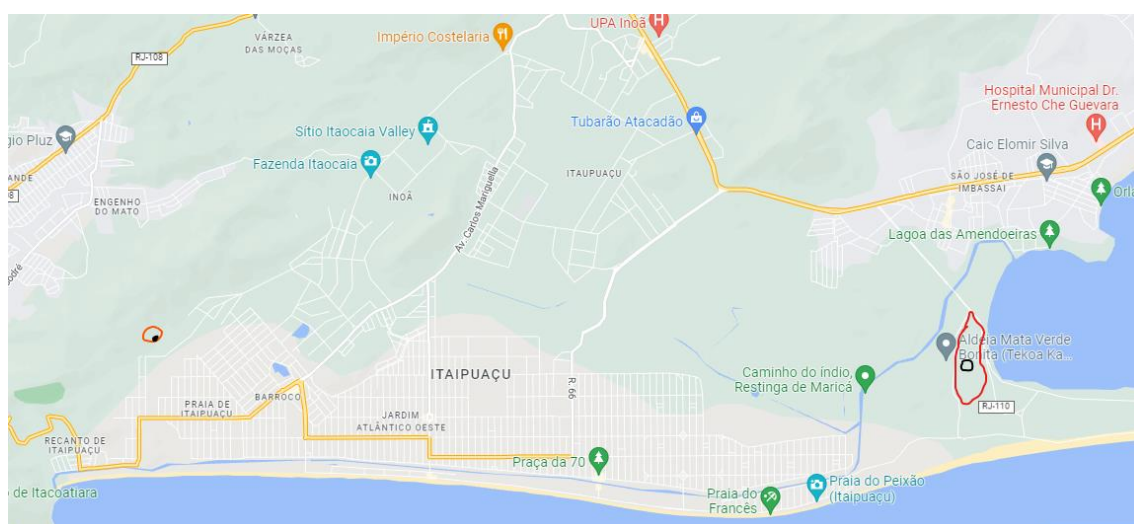 UPA Inoã
VÁRZEA
DAS MOÇAS
Império Costelaria
RJ-108
Hospital Municipal Dr.
Ernesto Che Guevara
gio Pluz
Sítio Itaocaia Valley
Tubarão Atacadão
Caic Elomir Silva
Fazenda Itaocaia
ITAUPUAÇU
SÃO JOSÉ DE
IMBASSAI
ANDE
INOÃ
Orla
ENGENHO
DO MATO
Av. Carlos Mariguella
Lagoa das Amendoeiras
Aldeia Mata Verde
Bonita (Tekoa Ka...
ITAIPUAÇU
Caminho do índio,
Restinga de Maricá
R. 66
BARROCO
PRAIA DE
ITAIPUAÇU
RJ-110
JARDIM
ATLÂNTICO OESTE
RECANTO DE
ITAIPUAÇU
Praça da 70
de Itacoatiara
Praia do Peixão
(Itaipuaçu)
Praia do
Francês